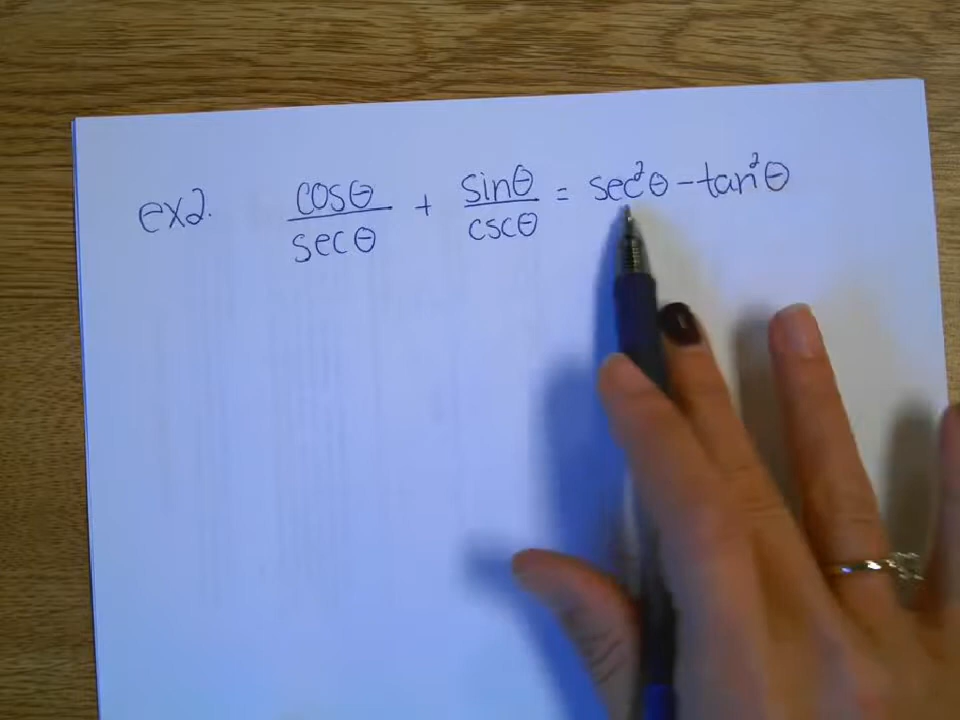 ex2. cosθ/secθ + sinθ/cscθ = sec²θ - tan²θ